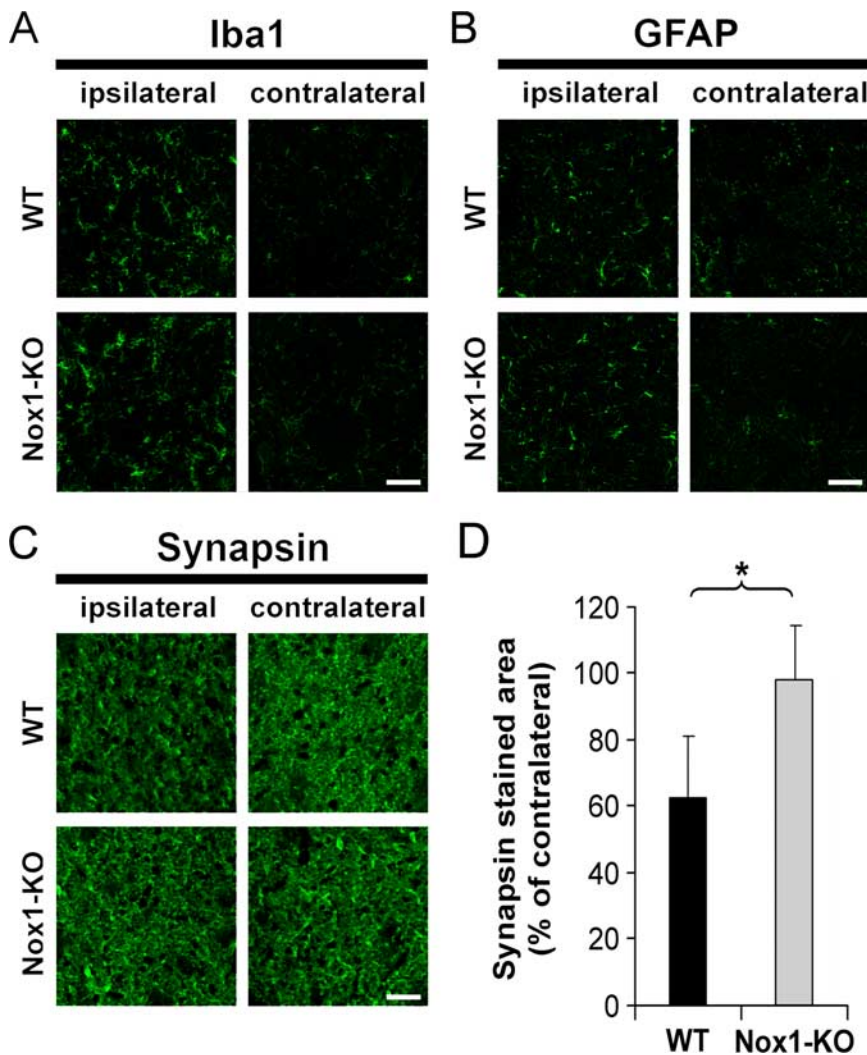 A
Iba1
ipsilateral contralateral
WT
Nox1-KO
B
GFAP
ipsilateral contralateral
WT
Nox1-KO
C
Synapsin
ipsilateral contralateral
WT
Nox1-KO
D
*
Synapsin stained area
(% of contralateral)
120
100
80
60
40
20
0
WT Nox1-KO